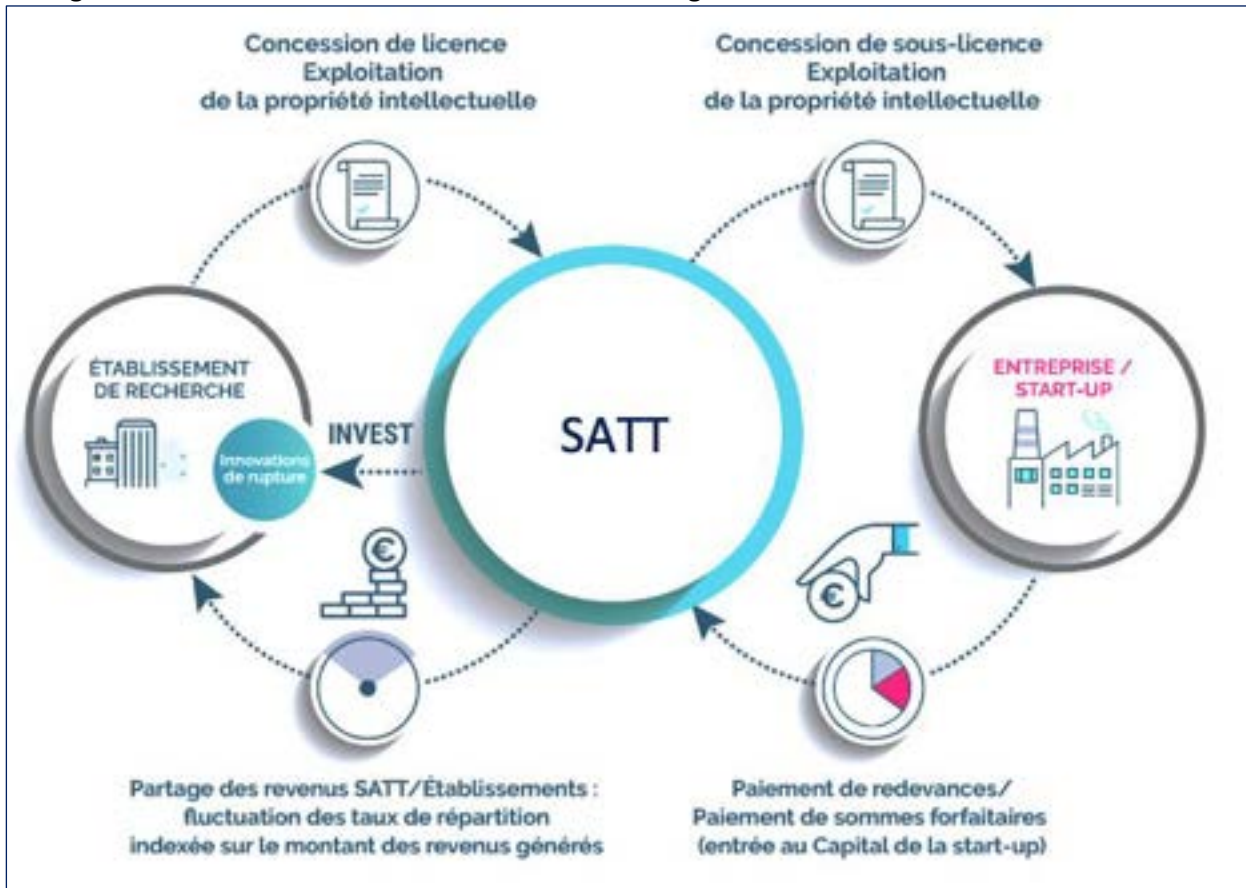 Concession de licence
Exploitation
de la propriété intellectuelle
Concession de sous-licence
Exploitation
de la propriété intellectuelle
ÉTABLISSEMENT
DE RECHERCHE
Innovations
de rupture
INVEST
SATT
ENTREPRISE /
START-UP
€
€
Partage des revenus SATT/Établissements :
fluctuation des taux de répartition
indexée sur le montant des revenus générés
Paiement de redevances/
Paiement de sommes forfaitaires
(entrée au Capital de la start-up)